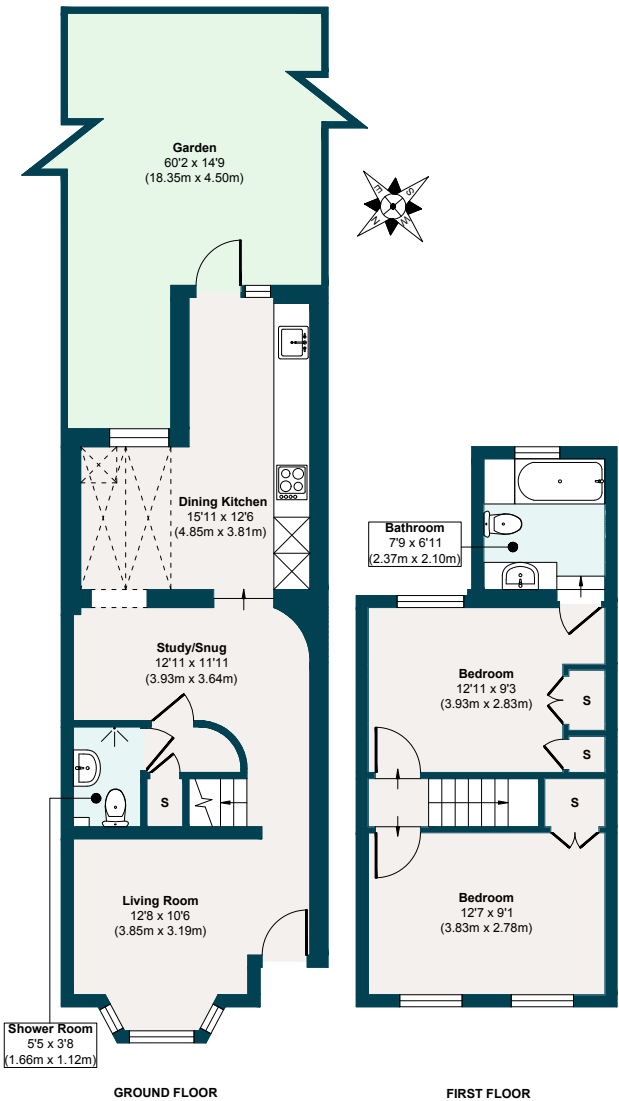 Garden
60'2 x 14'9
(18.35m x 4.50m)
E
S
N
W
Dining Kitchen
15'11 x 12'6
(4.85m x 3.81m)
Bathroom
7'9 x 6'11
(2.37m x 2.10m)
Study/Snug
12'11 x 11'11
(3.93m x 3.64m)
Bedroom
12'11 x 9'3
(3.93m x 2.83m)
S
S
S
S
Living Room
12'8 x 10'6
(3.85m x 3.19m)
Bedroom
12'7 x 9'1
(3.83m x 2.78m)
Shower Room
5'5 x 3'8
(1.66m x 1.12m)
GROUND FLOOR
FIRST FLOOR